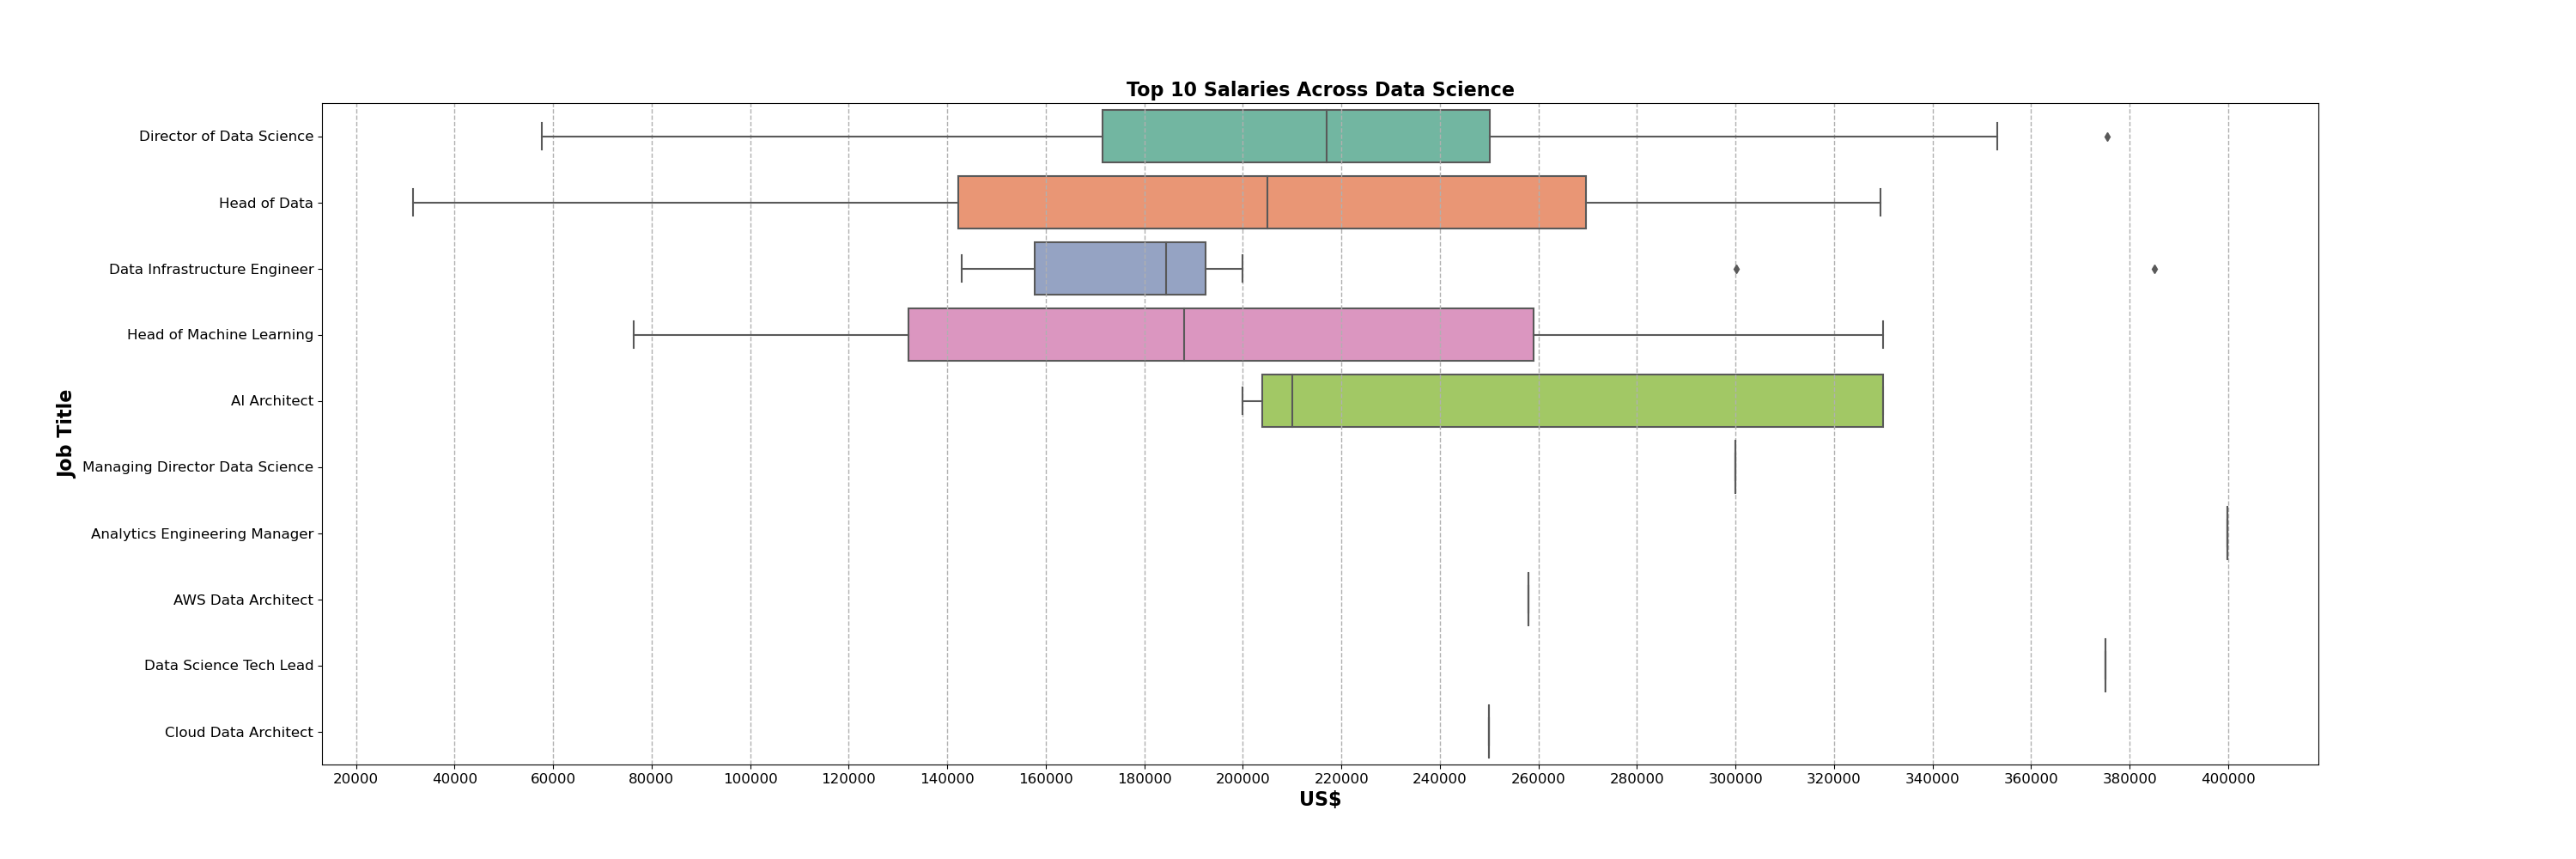 Top 10 Salaries Across Data Science
Director of Data Science
Head of Data
Data Infrastructure Engineer
Head of Machine Learning
AI Architect
Managing Director Data Science
Analytics Engineering Manager
AWS Data Architect
Data Science Tech Lead
Cloud Data Architect
Job Title
20000 40000 60000 80000 100000 120000 140000 160000 180000 200000 220000 240000 260000 280000 300000 320000 340000 360000 380000 400000
US$